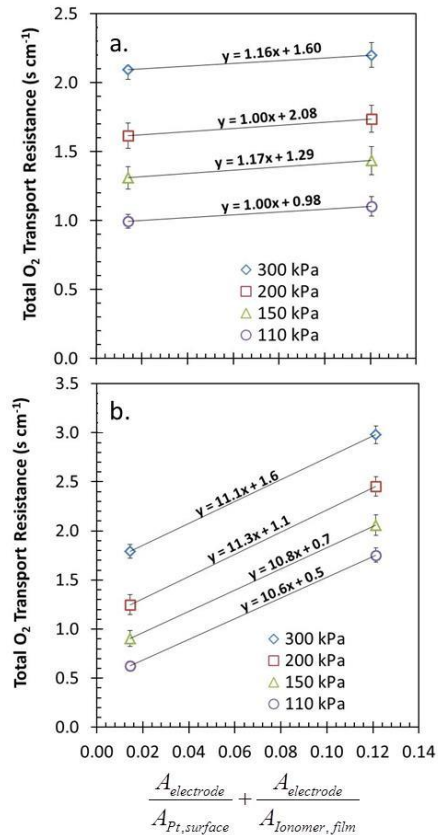 a.
Total O₂ Transport Resistance (s cm⁻¹)
2.5
2.0
1.5
1.0
0.5
0.0
y = 1.16x + 1.60
y = 1.00x + 2.08
y = 1.17x + 1.29
y = 1.00x + 0.98
300 kPa
200 kPa
150 kPa
110 kPa
b.
Total O₂ Transport Resistance (s cm⁻¹)
3.5
3.0
2.5
2.0
1.5
1.0
0.5
0.0
y = 11.1x + 1.6
y = 11.3x + 1.1
y = 10.8x + 0.7
y = 10.6x + 0.5
300 kPa
200 kPa
150 kPa
110 kPa
0.00 0.02 0.04 0.06 0.08 0.10 0.12 0.14
A_electrode / A_Pt,surface + A_electrode / A_Ionomer,film